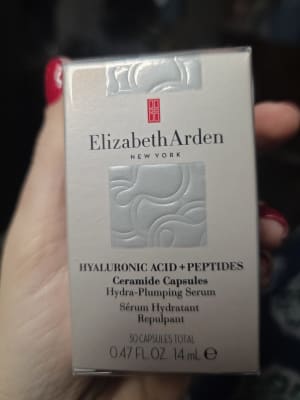 Elizabeth Arden
NEW YORK
HYALURONIC ACID + PEPTIDES
Ceramide Capsules
Hydra-Plumping Serum
Sérum Hydratant
Repulpant
30 CAPSULES TOTAL
0.47 FL.OZ. 14 mL ℮